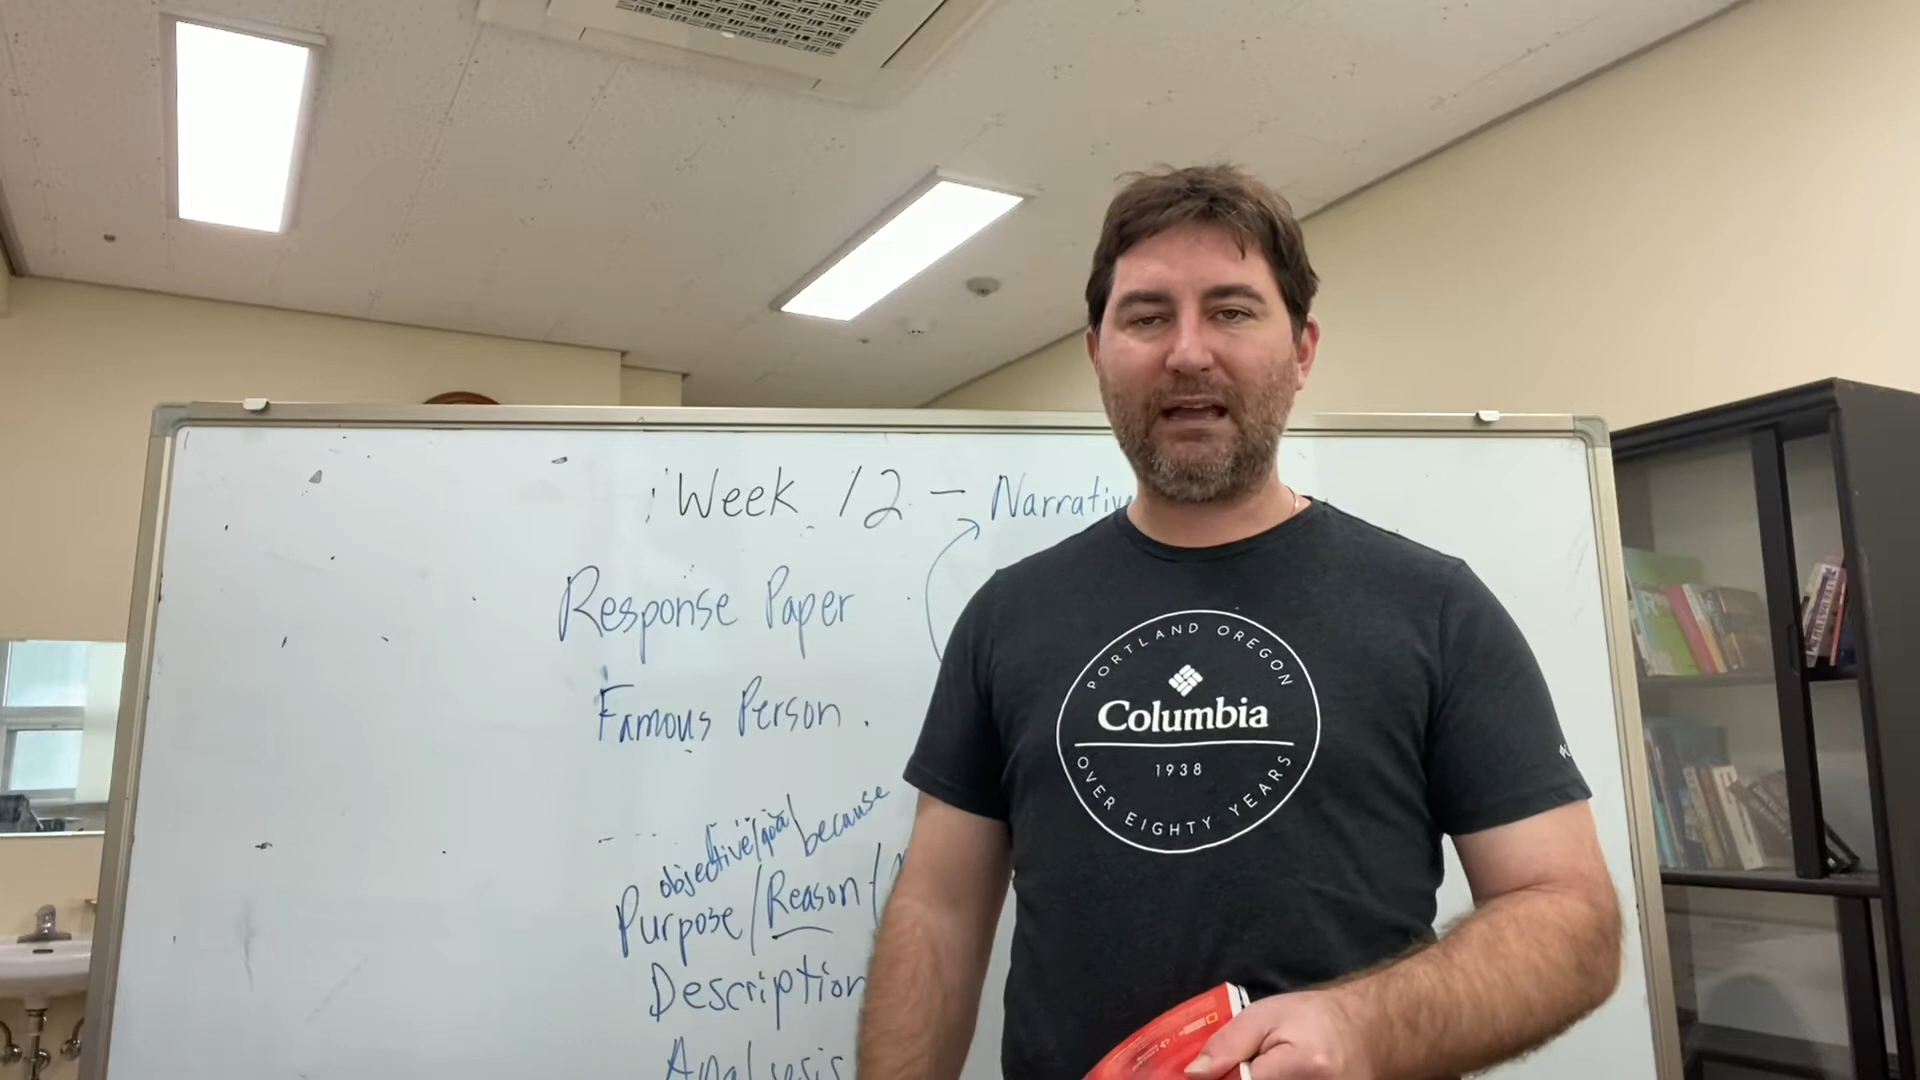 Week 12 – Narrative
Response Paper
Famous Person .
objective/goal because
Purpose/Reason/
Description
Analysis
PORTLAND OREGON
Columbia
1938
OVER EIGHTY YEARS